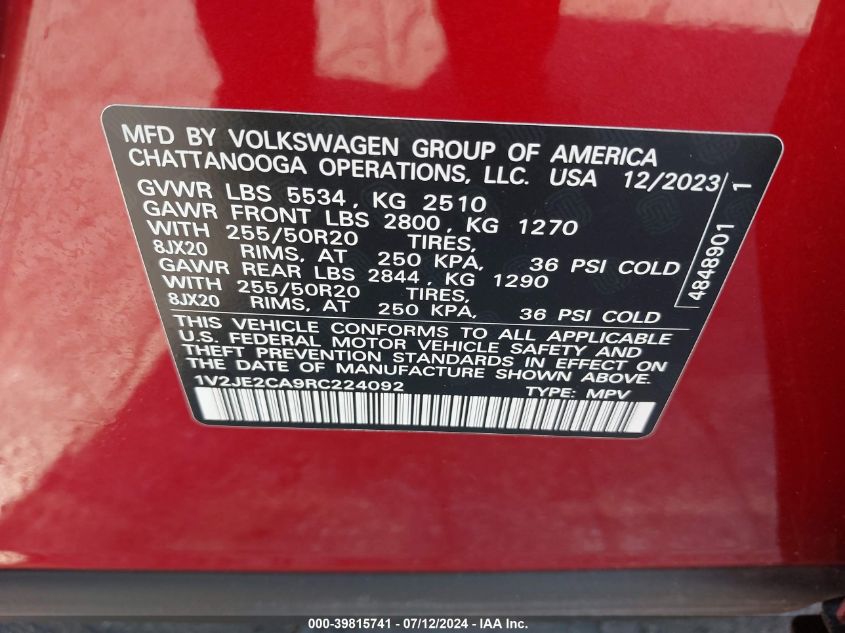 MFD BY VOLKSWAGEN GROUP OF AMERICA
CHATTANOOGA OPERATIONS, LLC. USA 12/2023
GVWR LBS 5534, KG 2510
GAWR FRONT LBS 2800, KG 1270
WITH 255/50R20 TIRES,
8JX20 RIMS, AT 250 KPA, 36 PSI COLD
GAWR REAR LBS 2844, KG 1290
WITH 255/50R20 TIRES,
8JX20 RIMS, AT 250 KPA, 36 PSI COLD
THIS VEHICLE CONFORMS TO ALL APPLICABLE
U.S. FEDERAL MOTOR VEHICLE SAFETY AND
THEFT PREVENTION STANDARDS IN EFFECT ON
THE DATE OF MANUFACTURE SHOWN ABOVE.
1V2JE2CA9RC224092 TYPE: MPV
4848901 1
000-39815741 - 07/12/2024 - IAA Inc.